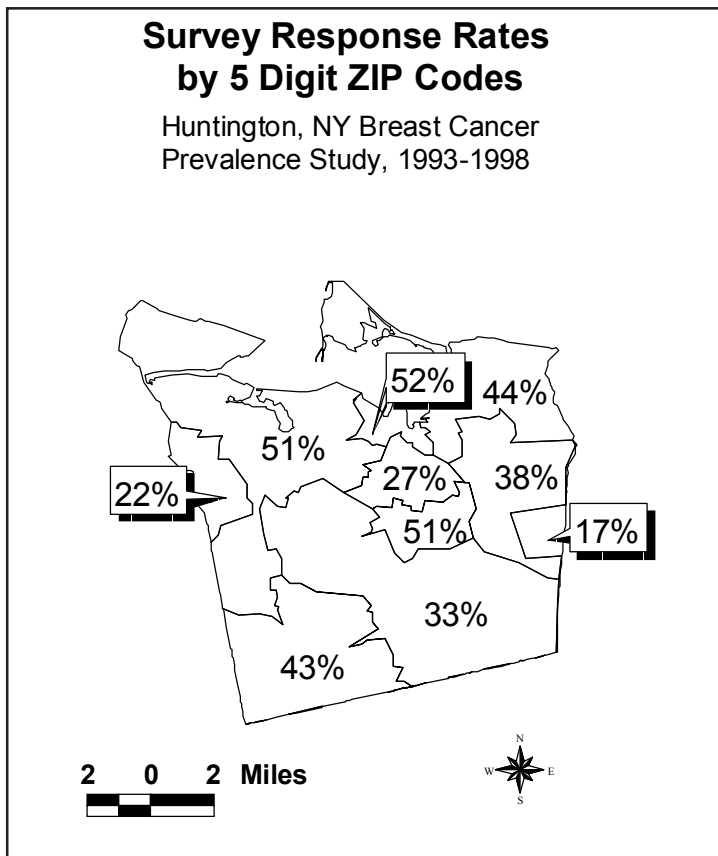 Survey Response Rates
by 5 Digit ZIP Codes
Huntington, NY Breast Cancer
Prevalence Study, 1993-1998
52%
44%
51%
27%
38%
22%
51%
17%
33%
43%
2 0 2 Miles
N
W E
S